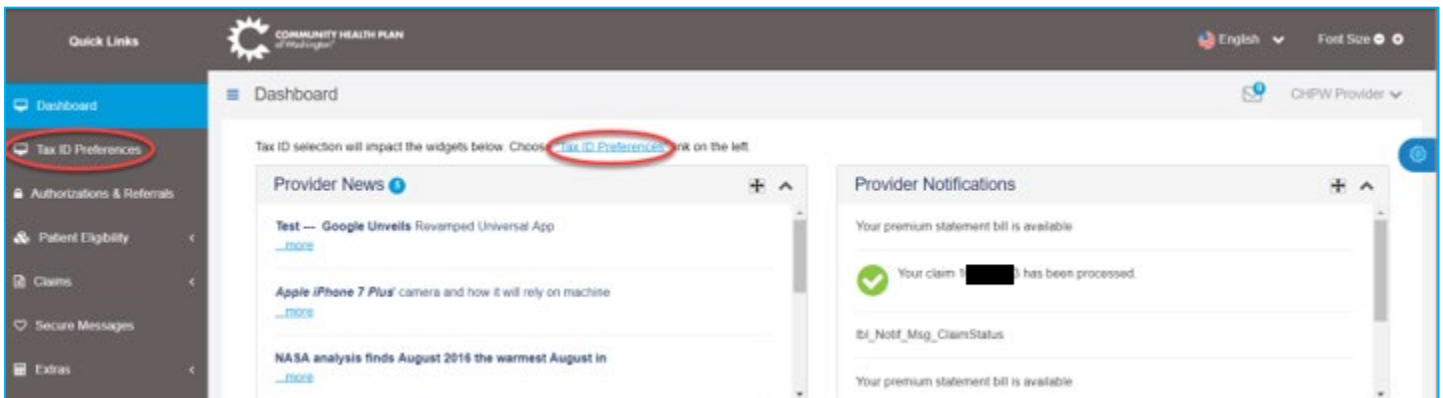 Quick Links
COMMUNITY HEALTH PLAN
of Washington
English
Font Size
Dashboard
Dashboard
CHPW Provider
Tax ID Preferences
Tax ID selection will impact the widgets below. Choose Tax ID Preferences link on the left.
Authorizations & Referrals
Patient Eligibility
Claims
Secure Messages
Extras
Provider News 5
Test --- Google Unveils Revamped Universal App
...more
Apple iPhone 7 Plus' camera and how it will rely on machine
...more
NASA analysis finds August 2016 the warmest August in
...more
Provider Notifications
Your premium statement bill is available
Your claim 1 3 has been processed.
lbl_Notif_Msg_ClaimStatus
Your premium statement bill is available